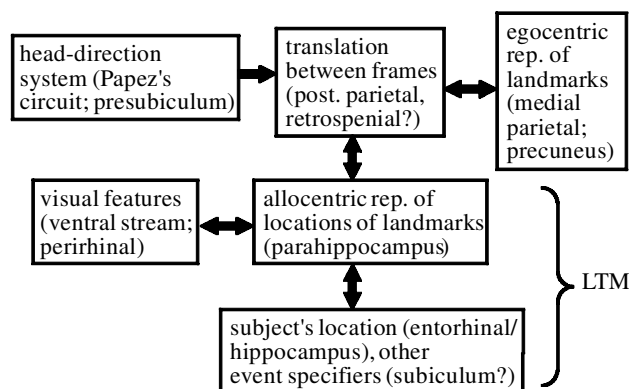 head-direction
system (Papez's
circuit; presubiculum)
translation
between frames
(post. parietal,
retrospenial?)
egocentric
rep. of
landmarks
(medial
parietal;
precuneus)
visual features
(ventral stream;
perirhinal)
allocentric rep. of
locations of landmarks
(parahippocampus)
LTM
subject's location (entorhinal/
hippocampus), other
event specifiers (subiculum?)